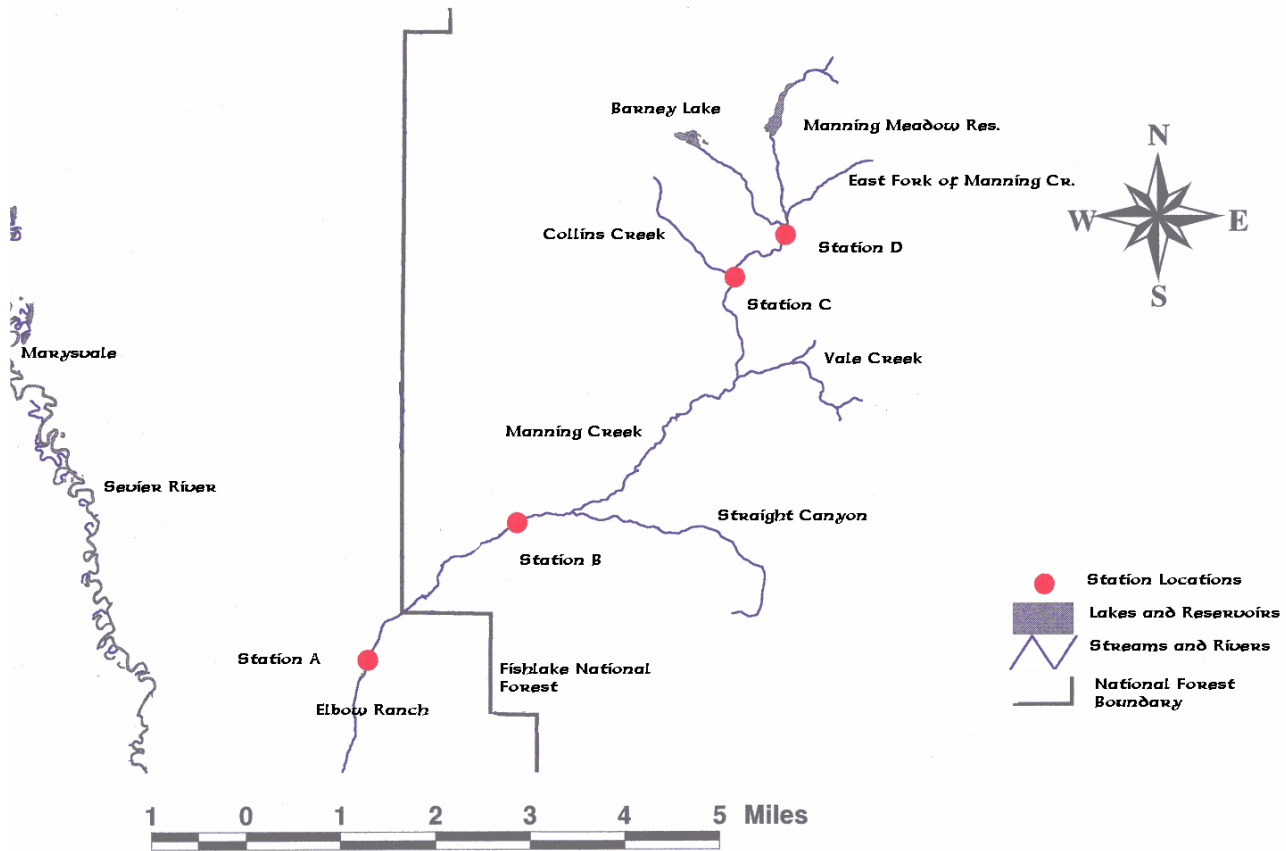 Barney Lake
Manning Meadow Res.
East Fork of Manning Cr.
Collins Creek
Station D
Station C
Marysvale
Vale Creek
Manning Creek
Sevier River
Straight Canyon
Station B
Station A
Fishlake National
Forest
Elbow Ranch
N
W
E
S
Station Locations
Lakes and Reservoirs
Streams and Rivers
National Forest
Boundary
1 0 1 2 3 4 5 Miles